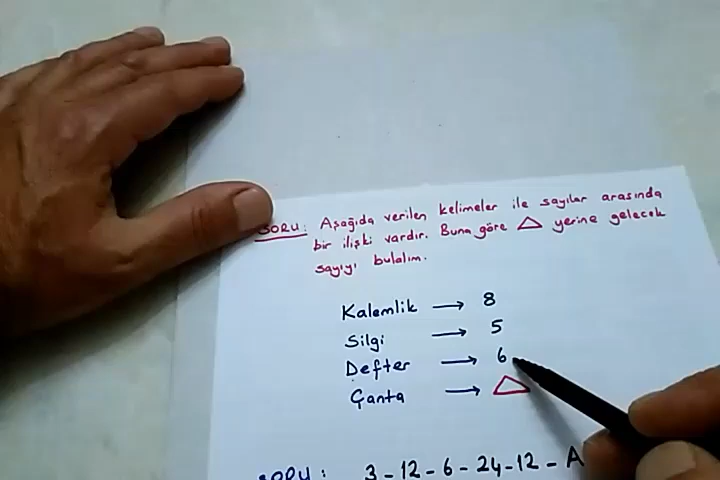 SORU: Aşağıda verilen kelimeler ile sayılar arasında
bir ilişki vardır. Buna göre △ yerine gelecek
sayıyı bulalım.
Kalemlik → 8
Silgi → 5
Defter → 6
Çanta → △
SORU: 3-12-6-24-12-A